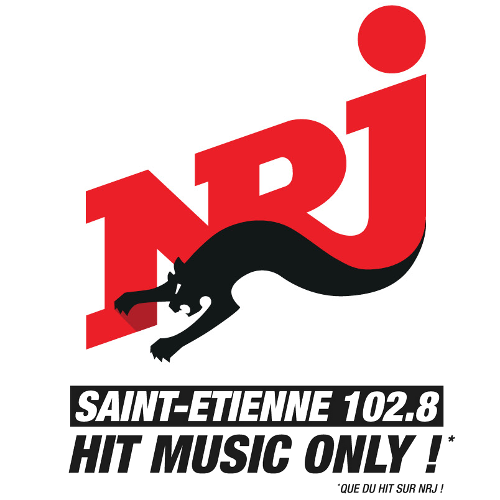 NRJ
SAINT-ETIENNE 102.8
HIT MUSIC ONLY !*
*QUE DU HIT SUR NRJ !